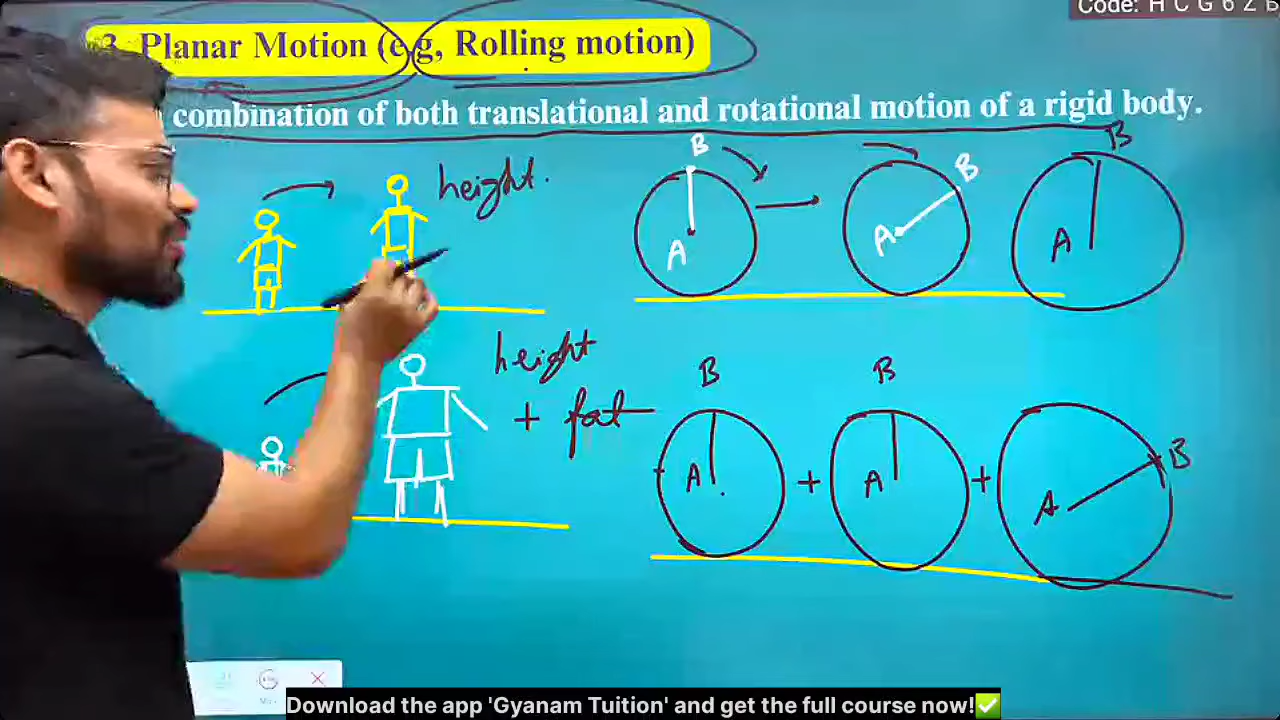 Code: H C G 6 Z B
3. Planar Motion (e.g, Rolling motion)
combination of both translational and rotational motion of a rigid body.
height.
B
A
B
A
B
A
height
+ fat
B
A
+
B
A
+
B
A
Download the app 'Gyanam Tuition' and get the full course now!✅